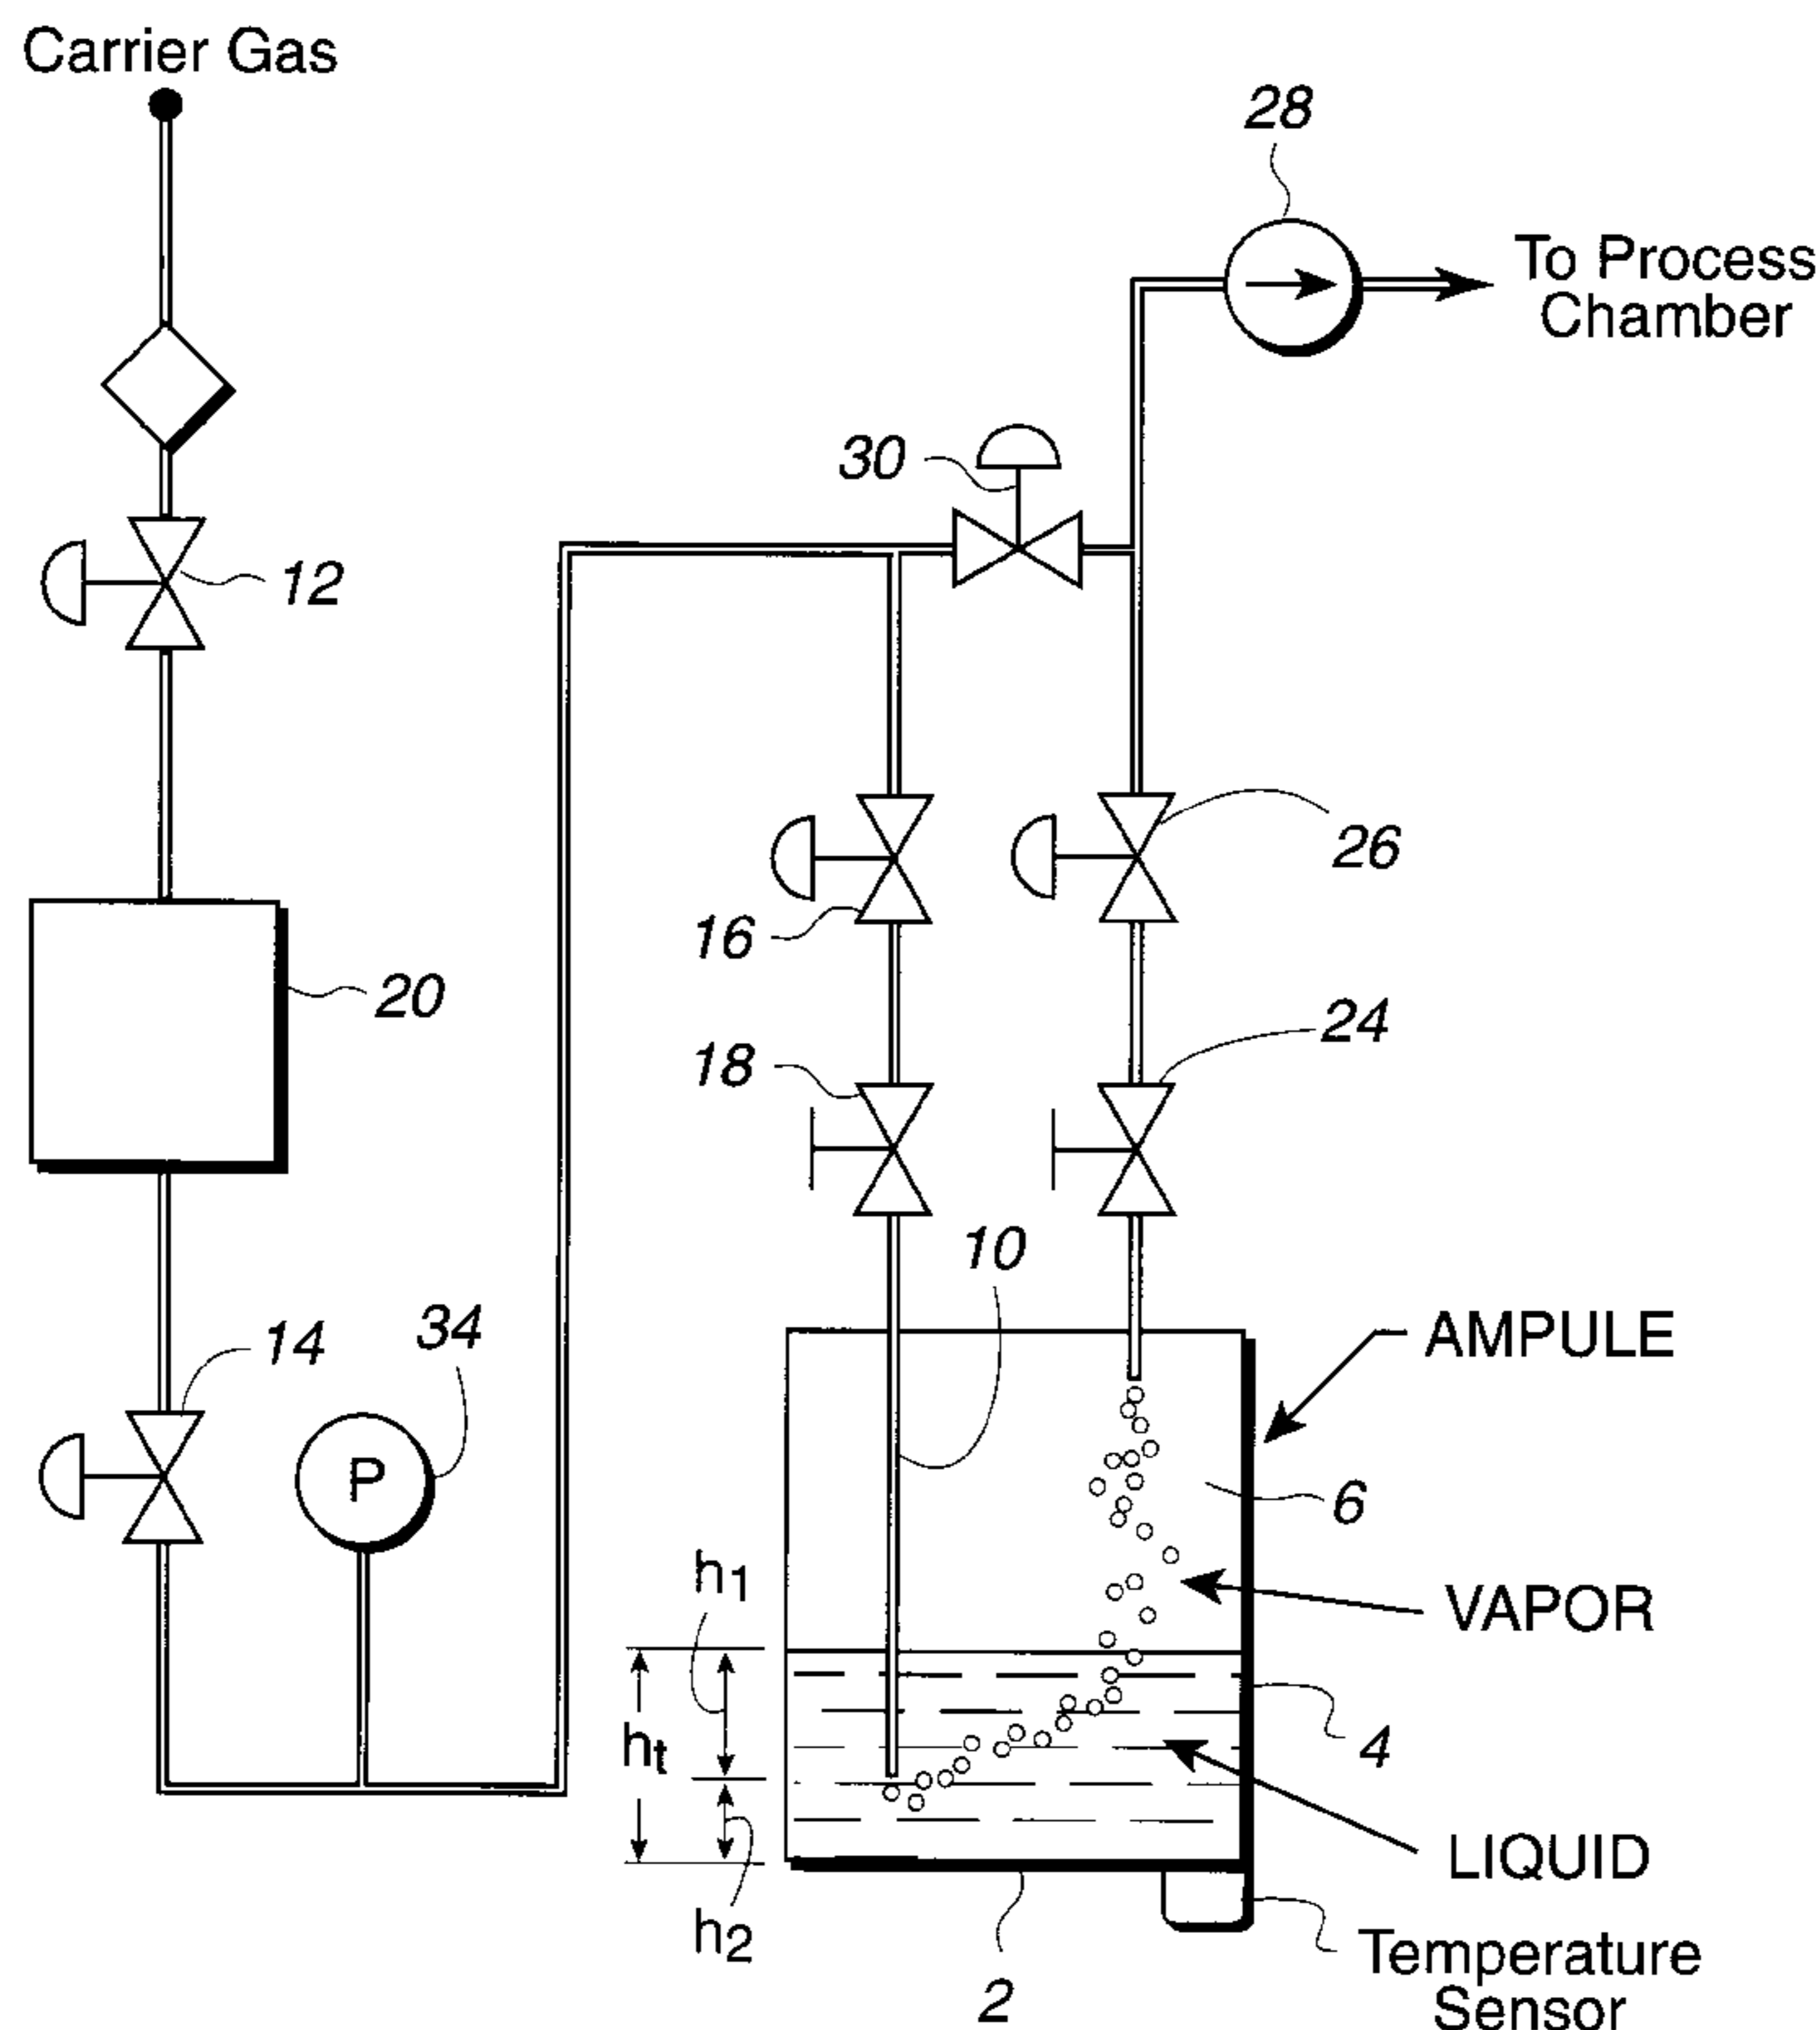 Carrier Gas
28
To Process
Chamber
30
12
26
16
20
24
18
10
34
14
AMPULE
6
h1
VAPOR
ht
4
LIQUID
h2
Temperature
Sensor
2
P